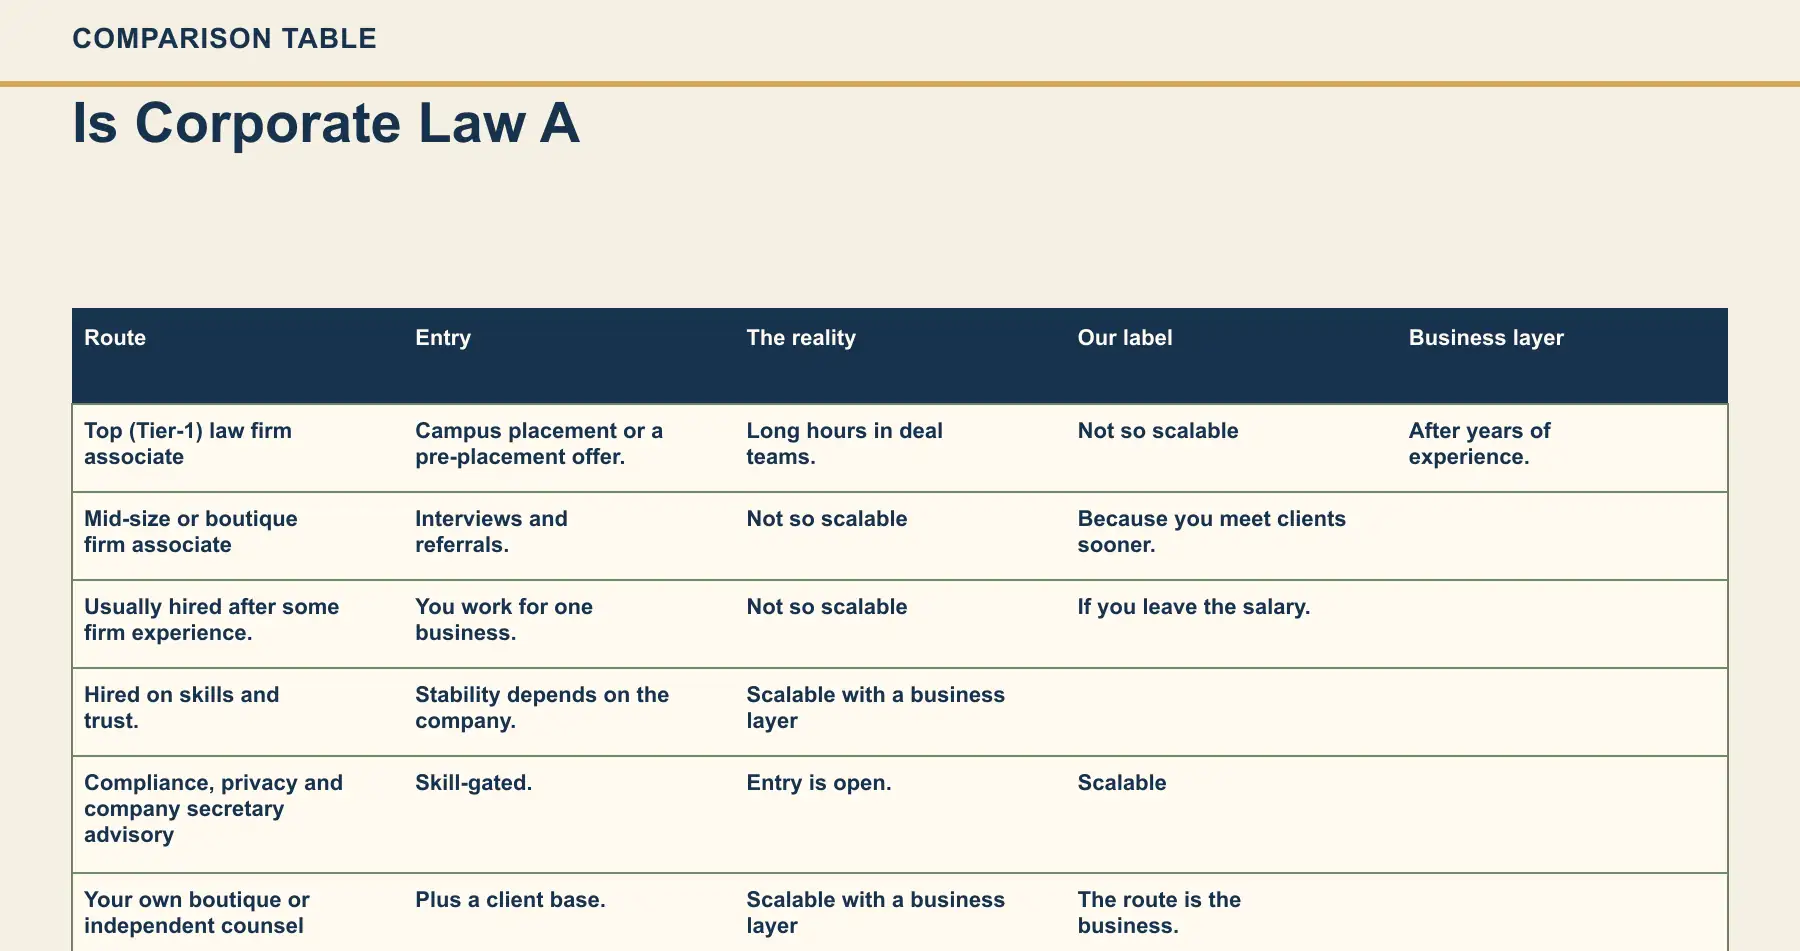 COMPARISON TABLE
Is Corporate Law A
Route Entry The reality Our label Business layer
Top (Tier-1) law firm Campus placement or a Long hours in deal Not so scalable After years of
associate pre-placement offer. teams. experience.
Mid-size or boutique Interviews and Not so scalable Because you meet clients
firm associate referrals. sooner.
Usually hired after some You work for one Not so scalable If you leave the salary.
firm experience. business.
Hired on skills and Stability depends on the Scalable with a business
trust. company. layer
Compliance, privacy and Skill-gated. Entry is open. Scalable
company secretary
advisory
Your own boutique or Plus a client base. Scalable with a business The route is the
independent counsel layer business.